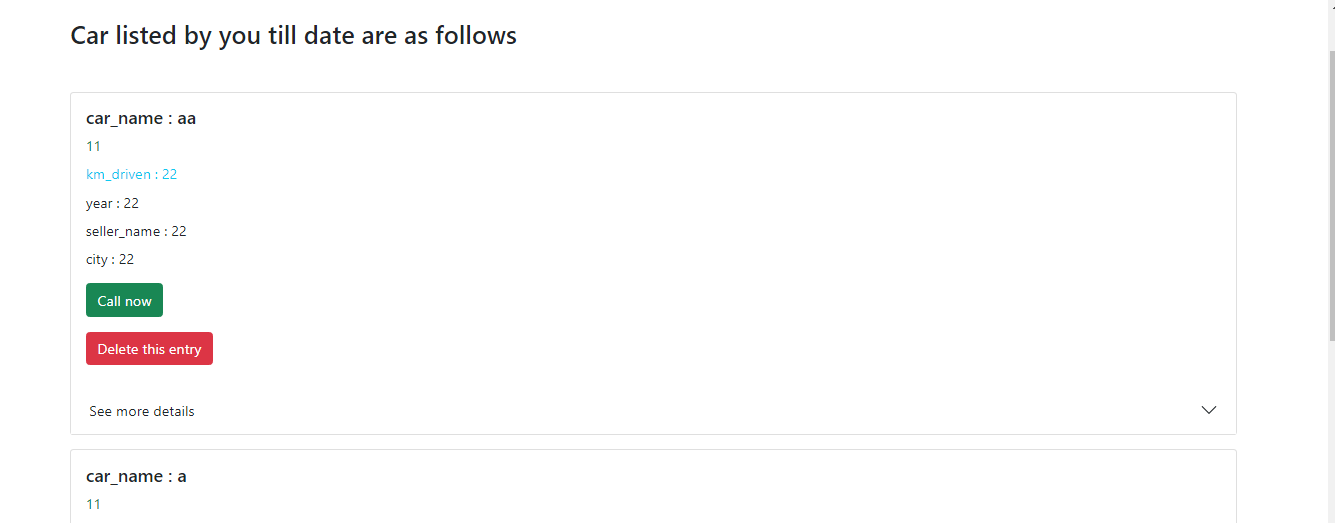 Car listed by you till date are as follows
car_name : aa
11
km_driven : 22
year : 22
seller_name : 22
city : 22
Call now
Delete this entry
See more details
car_name : a
11